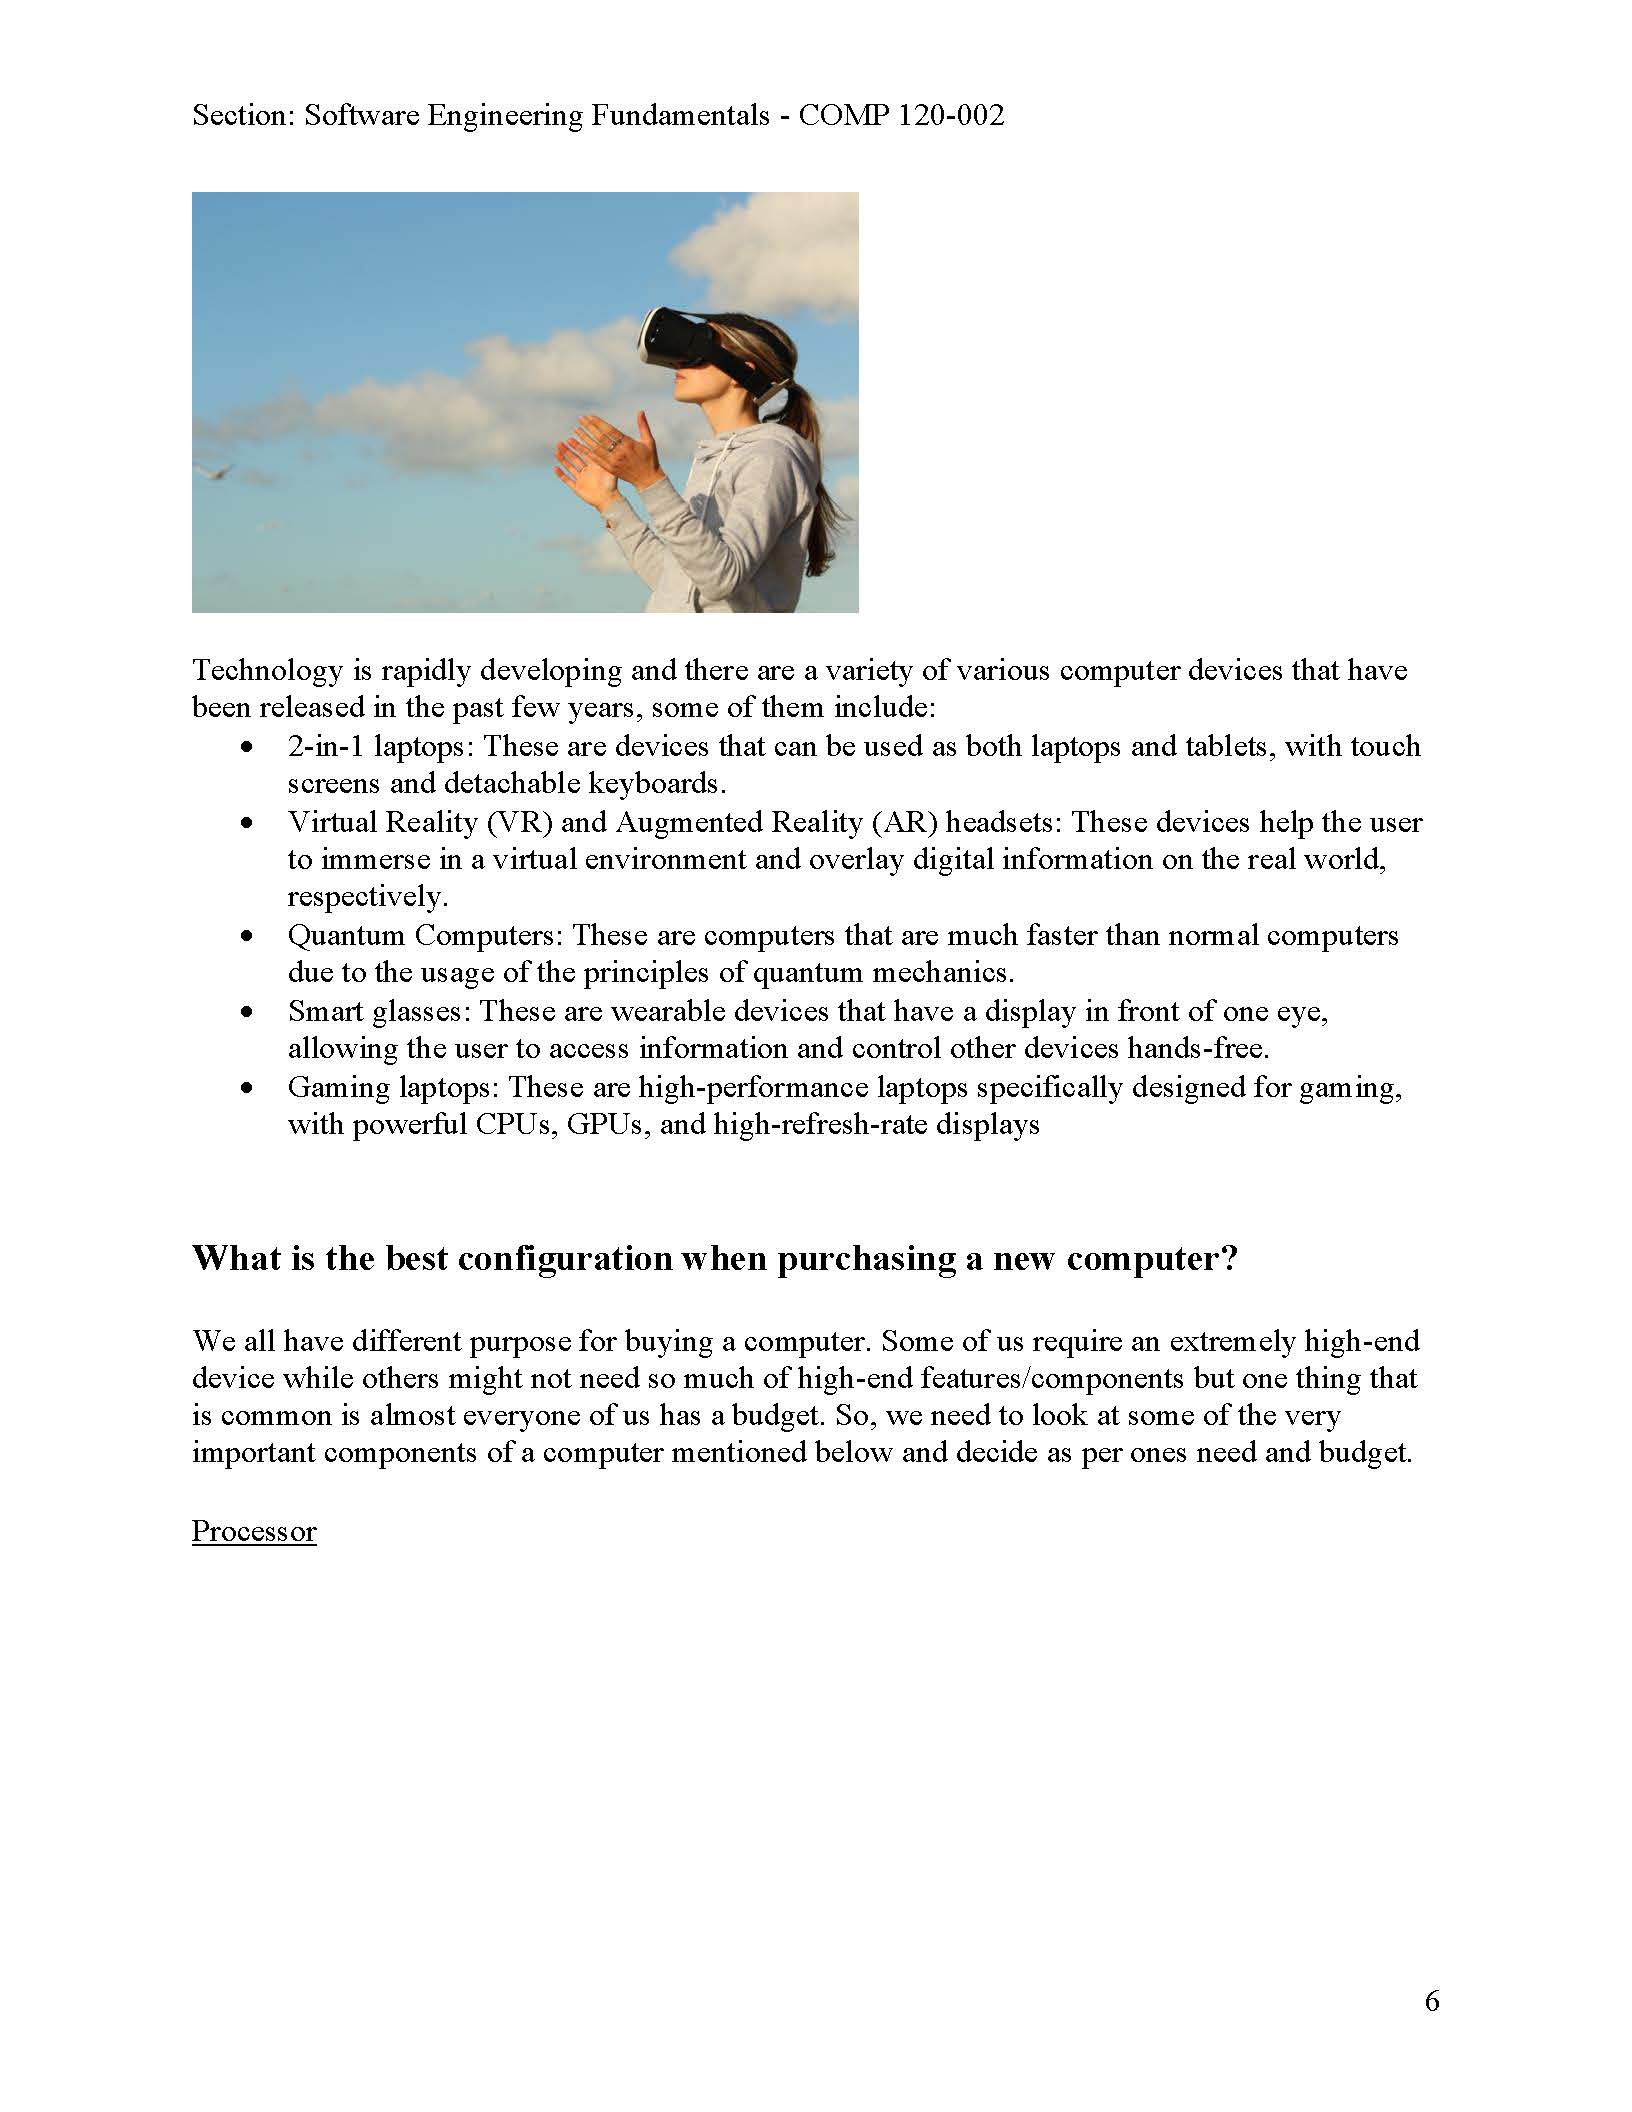 Section: Software Engineering Fundamentals - COMP 120-002
Technology is rapidly developing and there are a variety of various computer devices that have
been released in the past few years, some of them include:
• 2-in-1 laptops: These are devices that can be used as both laptops and tablets, with touch
screens and detachable keyboards.
• Virtual Reality (VR) and Augmented Reality (AR) headsets: These devices help the user
to immerse in a virtual environment and overlay digital information on the real world,
respectively.
• Quantum Computers: These are computers that are much faster than normal computers
due to the usage of the principles of quantum mechanics.
• Smart glasses: These are wearable devices that have a display in front of one eye,
allowing the user to access information and control other devices hands-free.
• Gaming laptops: These are high-performance laptops specifically designed for gaming,
with powerful CPUs, GPUs, and high-refresh-rate displays
What is the best configuration when purchasing a new computer?
We all have different purpose for buying a computer. Some of us require an extremely high-end
device while others might not need so much of high-end features/components but one thing that
is common is almost everyone of us has a budget. So, we need to look at some of the very
important components of a computer mentioned below and decide as per ones need and budget.
Processor
6